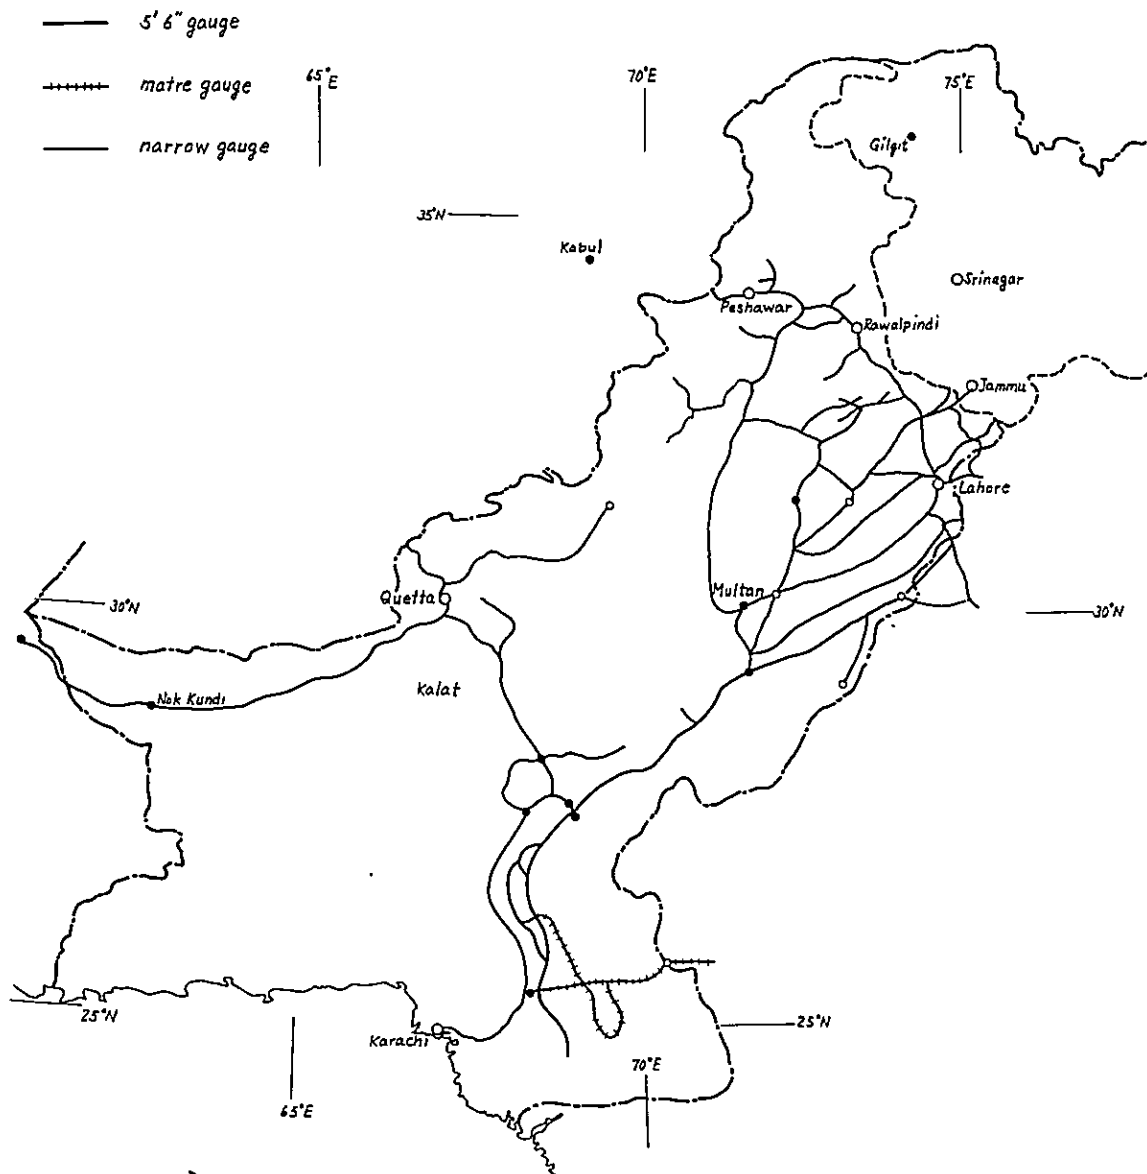 5' 6" gauge
matre gauge
narrow gauge
65°E
70°E
75°E
Gilgit
35°N
Kabul
Srinagar
Peshawar
Rawalpindi
Jammu
Lahore
30°N
Quetta
Multan
30°N
Nok Kundi
Kalat
25°N
Karachi
25°N
70°E
65°E